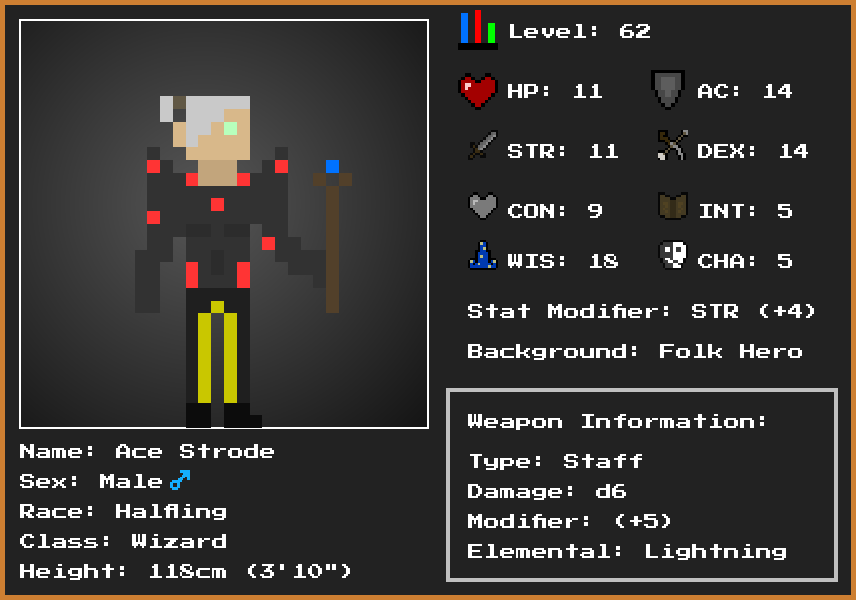 Level: 62
HP: 11
AC: 14
STR: 11
DEX: 14
CON: 9
INT: 5
WIS: 18
CHA: 5
Stat Modifier: STR (+4)
Background: Folk Hero
Weapon Information:
Type: Staff
Damage: d6
Modifier: (+5)
Elemental: Lightning
Name: Ace Strode
Sex: Male ♂
Race: Halfling
Class: Wizard
Height: 118cm (3'10")